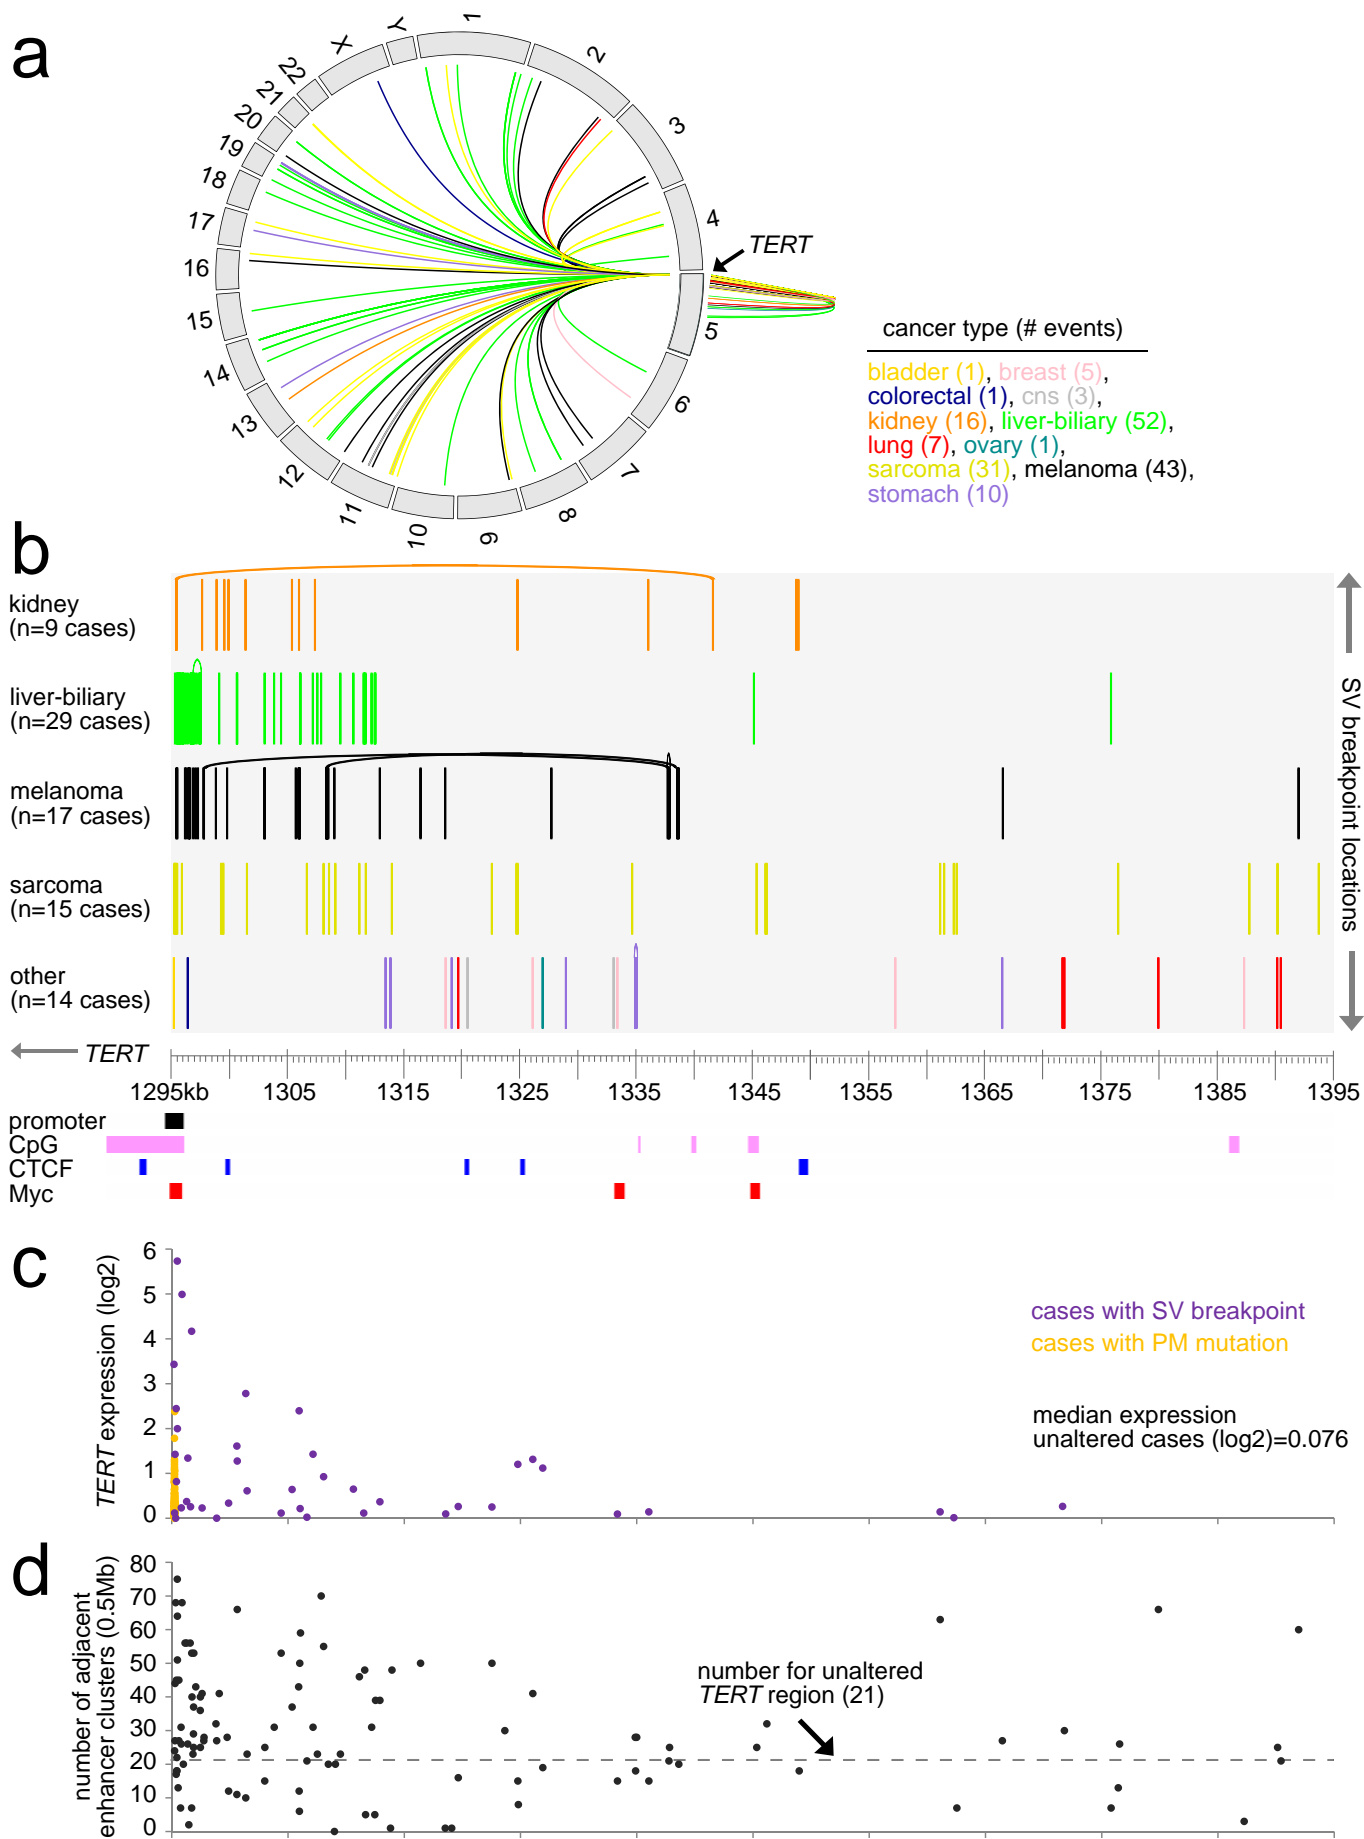 a
1
2
3
4
5
6
7
8
9
10
11
12
13
14
15
16
17
18
19
20
21
22
X
Y
TERT
cancer type (# events)
bladder (1), breast (5),
colorectal (1), cns (3),
kidney (16), liver-biliary (52),
lung (7), ovary (1),
sarcoma (31), melanoma (43),
stomach (10)
b
kidney
(n=9 cases)
liver-biliary
(n=29 cases)
melanoma
(n=17 cases)
sarcoma
(n=15 cases)
other
(n=14 cases)
SV breakpoint locations
TERT
1295kb 1305 1315 1325 1335 1345 1355 1365 1375 1385 1395
promoter
CpG
CTCF
Myc
c
TERT expression (log2)
6
5
4
3
2
1
0
cases with SV breakpoint
cases with PM mutation
median expression
unaltered cases (log2)=0.076
d
number of adjacent
enhancer clusters (0.5Mb)
80
70
60
50
40
30
20
10
0
number for unaltered
TERT region (21)